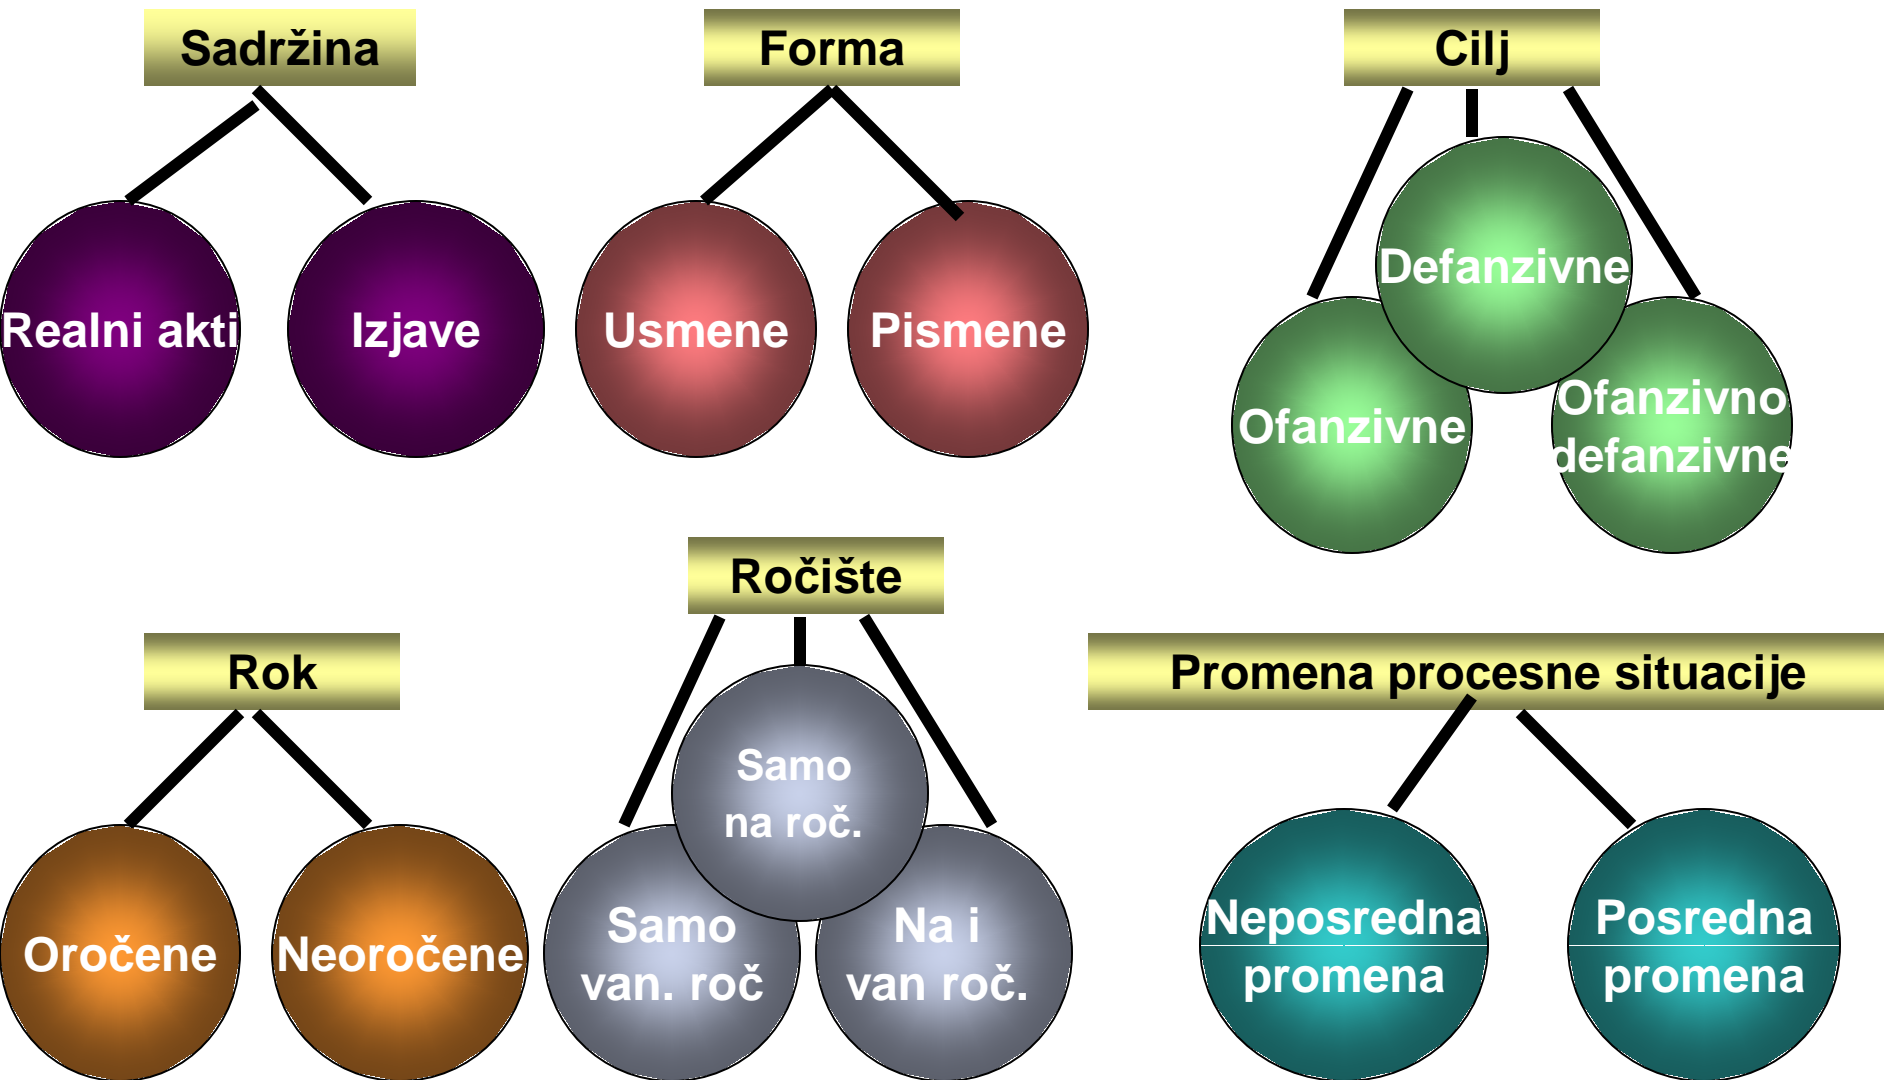 Sadržina
Realni akti
Izjave
Forma
Usmene
Pismene
Cilj
Defanzivne
Ofanzivne
Ofanzivno
defanzivne
Rok
Oročene
Neoročene
Ročište
Samo
na roč.
Samo
van. roč
Na i
van roč.
Promena procesne situacije
Neposredna
promena
Posredna
promena